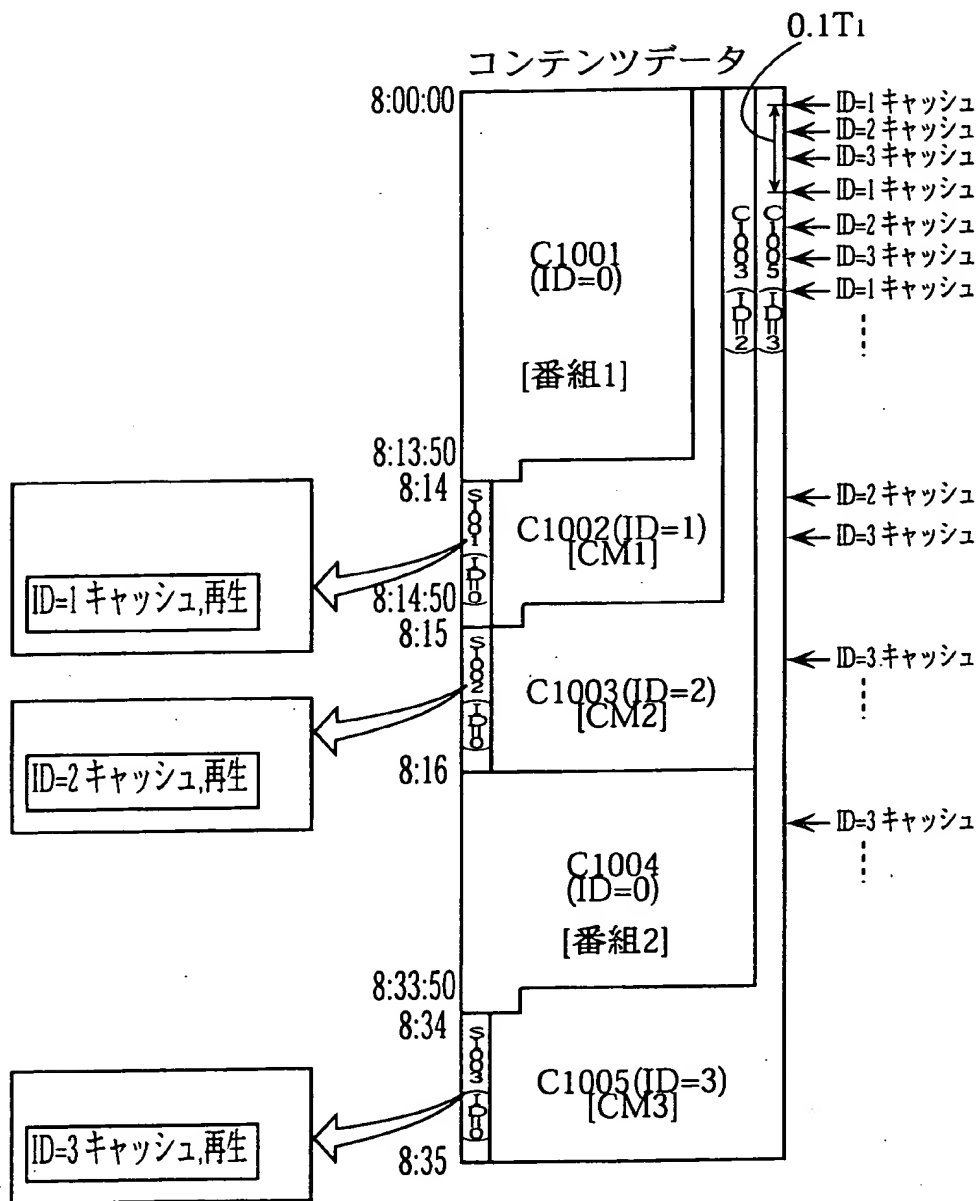 0.1T1
コンテンツデータ
8:00:00
ID=1 キャッシュ
ID=2 キャッシュ
ID=3 キャッシュ
ID=1 キャッシュ
ID=2 キャッシュ
ID=3 キャッシュ
ID=1 キャッシュ
C1001
(ID=0)
[番組1]
C1003(ID=2)
C1005(ID=3)
8:13:50
8:14
S1001(ID=0)
C1002(ID=1)
[CM1]
ID=2 キャッシュ
ID=3 キャッシュ
ID=1 キャッシュ,再生
8:14:50
8:15
S1002(ID=0)
C1003(ID=2)
[CM2]
ID=3 キャッシュ
ID=2 キャッシュ,再生
8:16
C1004
(ID=0)
[番組2]
ID=3 キャッシュ
8:33:50
8:34
S1003(ID=0)
C1005(ID=3)
[CM3]
ID=3 キャッシュ,再生
8:35